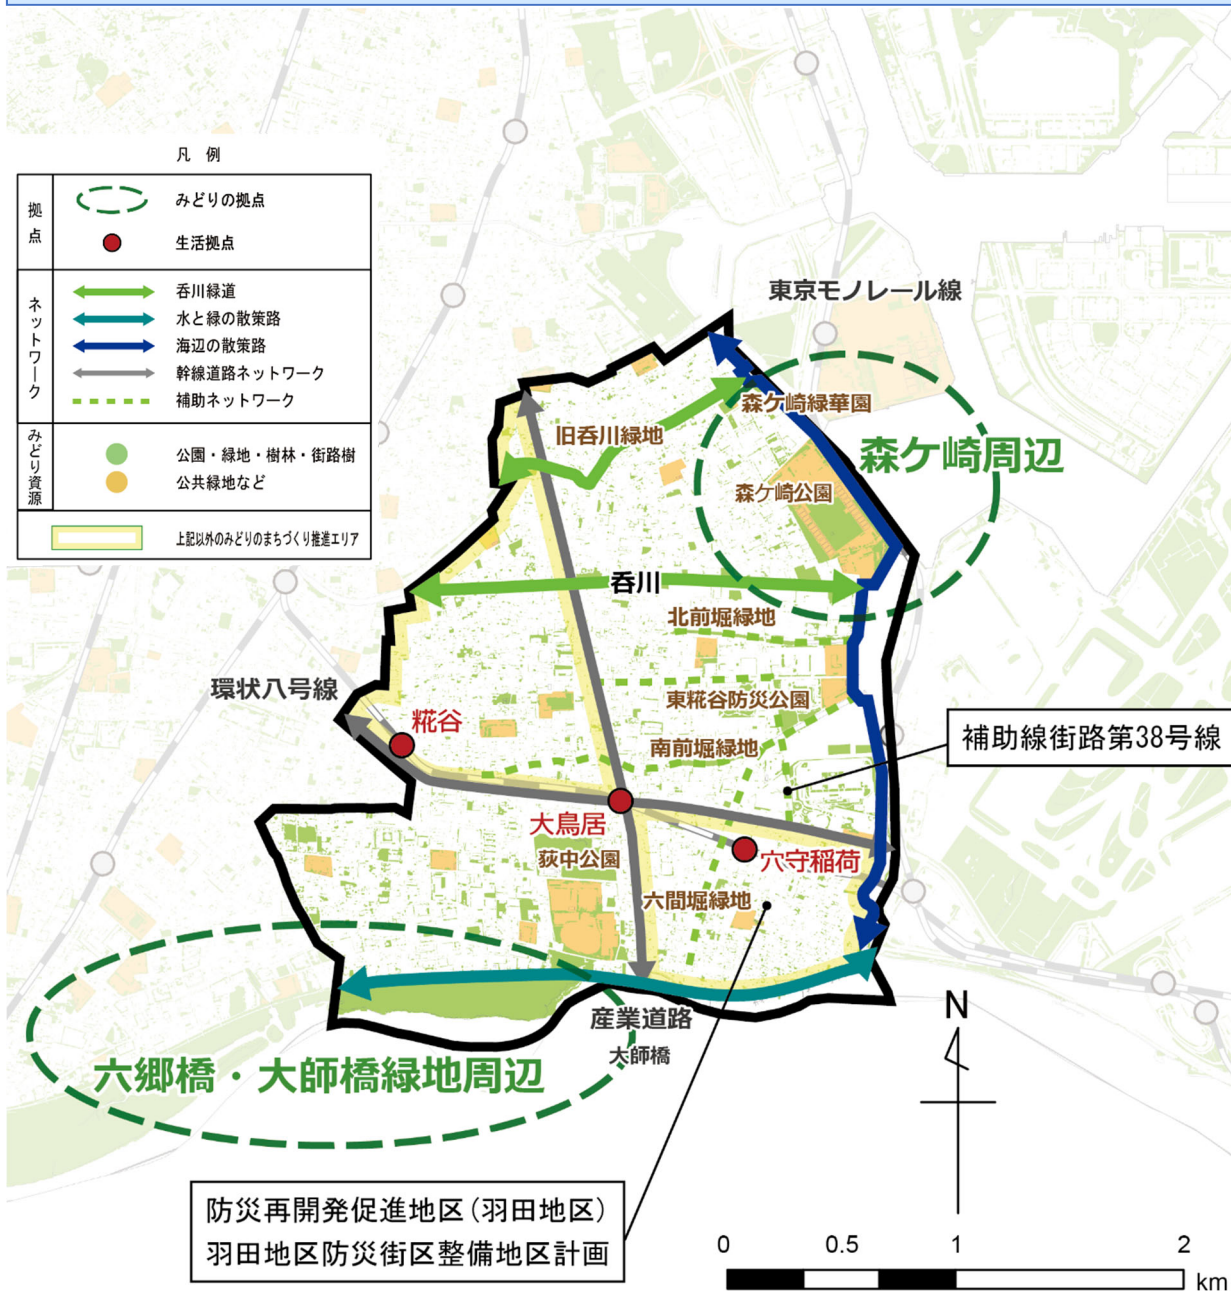 凡 例
拠点
みどりの拠点
生活拠点
ネットワーク
呑川緑道
水と緑の散策路
海辺の散策路
幹線道路ネットワーク
補助ネットワーク
みどり資源
公園・緑地・樹林・街路樹
公共緑地など
上記以外のみどりのまちづくり推進エリア
東京モノレール線
森ケ崎緑華園
旧呑川緑地
森ケ崎周辺
森ケ崎公園
呑川
北前堀緑地
環状八号線
東糀谷防災公園
糀谷
南前堀緑地
補助線街路第38号線
大鳥居
荻中公園
穴守稲荷
六間堀緑地
産業道路
大師橋
六郷橋・大師橋緑地周辺
N
防災再開発促進地区(羽田地区)
羽田地区防災街区整備地区計画
0 0.5 1 2
km